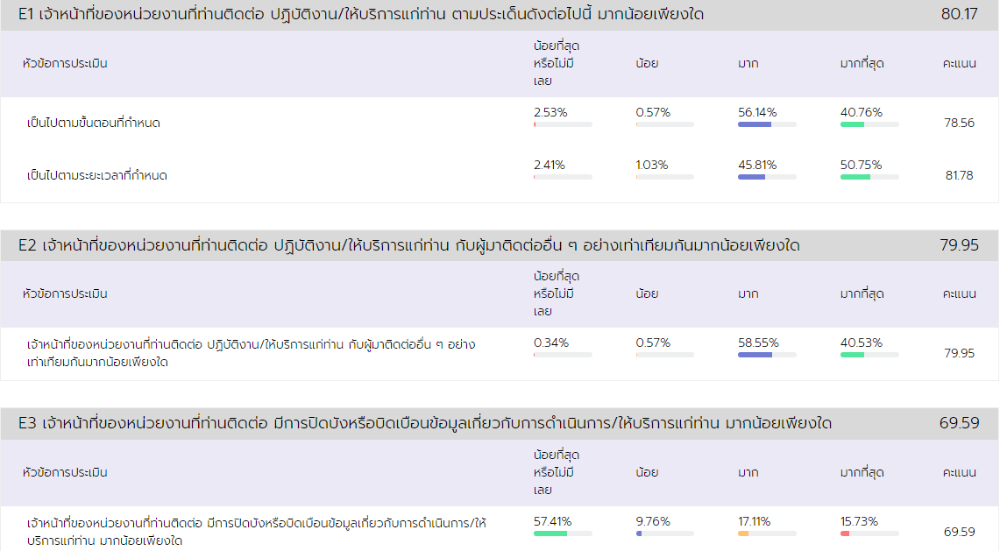 E1 เจ้าหน้าที่ของหน่วยงานที่ท่านติดต่อ ปฏิบัติงาน/ให้บริการแก่ท่าน ตามประเด็นดังต่อไปนี้ มากน้อยเพียงใด 80.17
หัวข้อการประเมิน น้อยที่สุด
หรือไม่มี
เลย น้อย มาก มากที่สุด คะแนน
เป็นไปตามขั้นตอนที่กำหนด 2.53% 0.57% 56.14% 40.76% 78.56
เป็นไปตามระยะเวลาที่กำหนด 2.41% 1.03% 45.81% 50.75% 81.78
E2 เจ้าหน้าที่ของหน่วยงานที่ท่านติดต่อ ปฏิบัติงาน/ให้บริการแก่ท่าน กับผู้มาติดต่ออื่น ๆ อย่างเท่าเทียมกันมากน้อยเพียงใด 79.95
หัวข้อการประเมิน น้อยที่สุด
หรือไม่มี
เลย น้อย มาก มากที่สุด คะแนน
เจ้าหน้าที่ของหน่วยงานที่ท่านติดต่อ ปฏิบัติงาน/ให้บริการแก่ท่าน กับผู้มาติดต่ออื่น ๆ อย่าง
เท่าเทียมกันมากน้อยเพียงใด 0.34% 0.57% 58.55% 40.53% 79.95
E3 เจ้าหน้าที่ของหน่วยงานที่ท่านติดต่อ มีการปิดบังหรือบิดเบือนข้อมูลเกี่ยวกับการดำเนินการ/ให้บริการแก่ท่าน มากน้อยเพียงใด 69.59
หัวข้อการประเมิน น้อยที่สุด
หรือไม่มี
เลย น้อย มาก มากที่สุด คะแนน
เจ้าหน้าที่ของหน่วยงานที่ท่านติดต่อ มีการปิดบังหรือบิดเบือนข้อมูลเกี่ยวกับการดำเนินการ/ให้
บริการแก่ท่าน มากน้อยเพียงใด 57.41% 9.76% 17.11% 15.73% 69.59